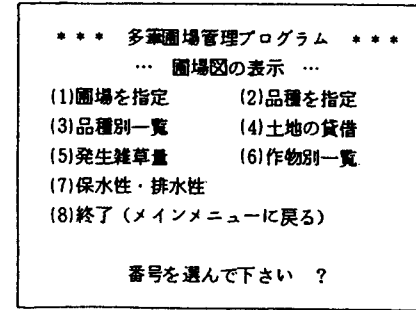 ＊＊＊ 多筆圃場管理プログラム ＊＊＊
… 圃場図の表示 …
(1)圃場を指定 (2)品種を指定
(3)品種別一覧 (4)土地の貸借
(5)発生雑草量 (6)作物別一覧
(7)保水性・排水性
(8)終了（メインメニューに戻る）
番号を選んで下さい ？